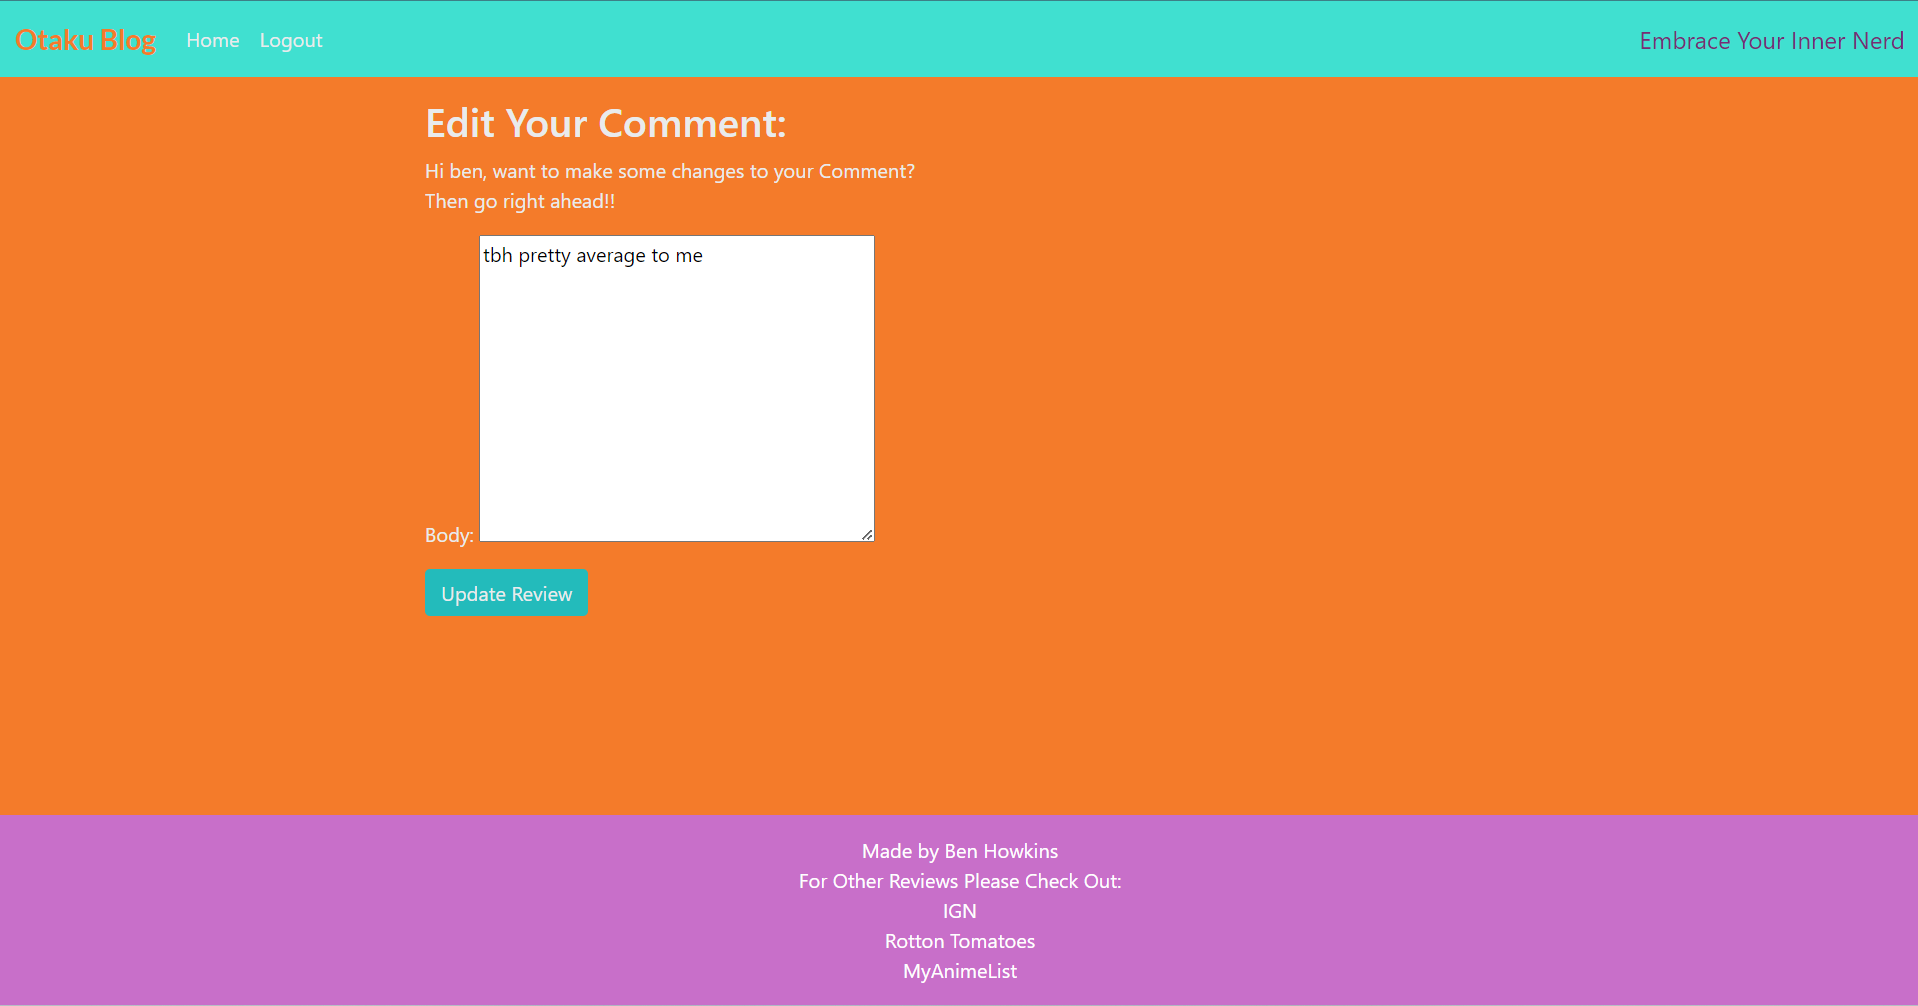 Otaku Blog Home Logout Embrace Your Inner Nerd
Edit Your Comment:
Hi ben, want to make some changes to your Comment?
Then go right ahead!!
tbh pretty average to me
Body:
Update Review
Made by Ben Howkins
For Other Reviews Please Check Out:
IGN
Rotton Tomatoes
MyAnimeList